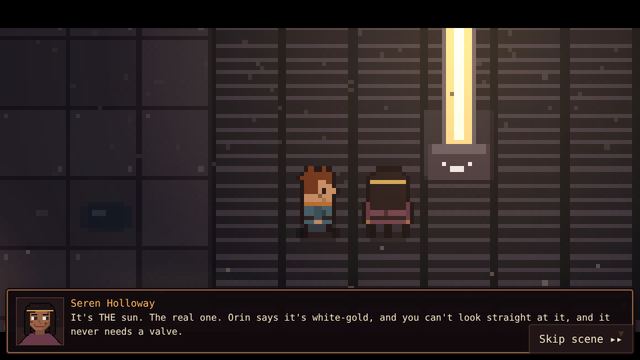 Seren Holloway
It's THE sun. The real one. Orin says it's white-gold, and you can't look straight at it, and it
never needs a valve.
Skip scene ▸▸